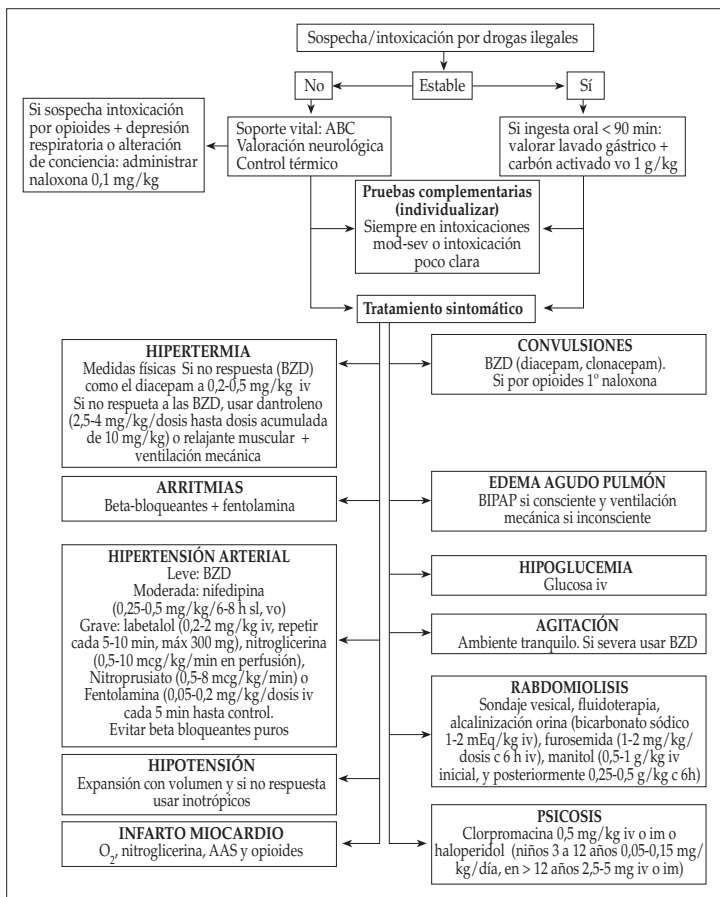 Sospecha/intoxicación por drogas ilegales
No
Estable
Sí
Si sospecha intoxicación
por opioides + depresión
respiratoria o alteración
de conciencia: administrar
naloxona 0,1 mg/kg
Soporte vital: ABC
Valoración neurológica
Control térmico
Si ingesta oral < 90 min:
valorar lavado gástrico +
carbón activado vo 1 g/kg
Pruebas complementarias
(individualizar)
Siempre en intoxicaciones
mod-sev o intoxicación
poco clara
Tratamiento sintomático
HIPERTERMIA
Medidas físicas Si no respuesta (BZD)
como el diacepam a 0,2-0,5 mg/kg iv
Si no respueta a las BZD, usar dantroleno
(2,5-4 mg/kg/dosis hasta dosis acumulada
de 10 mg/kg) o relajante muscular +
ventilación mecánica
ARRITMIAS
Beta-bloqueantes + fentolamina
HIPERTENSIÓN ARTERIAL
Leve: BZD
Moderada: nifedipina
(0,25-0,5 mg/kg/6-8 h sl, vo)
Grave: labetalol (0,2-2 mg/kg iv, repetir
cada 5-10 min, máx 300 mg), nitroglicerina
(0,5-10 mcg/kg/min en perfusión),
Nitroprusiato (0,5-8 mcg/kg/min) o
Fentolamina (0,05-0,2 mg/kg/dosis iv
cada 5 min hasta control.
Evitar beta bloqueantes puros
HIPOTENSIÓN
Expansión con volumen y si no respuesta
usar inotrópicos
INFARTO MIOCARDIO
O₂, nitroglicerina, AAS y opioides
CONVULSIONES
BZD (diacepam, clonacepam).
Si por opioides 1º naloxona
EDEMA AGUDO PULMÓN
BIPAP si consciente y ventilación
mecánica si inconsciente
HIPOGLUCEMIA
Glucosa iv
AGITACIÓN
Ambiente tranquilo. Si severa usar BZD
RABDOMIOLISIS
Sondaje vesical, fluidoterapia,
alcalinización orina (bicarbonato sódico
1-2 mEq/kg iv), furosemida (1-2 mg/kg/
dosis c 6 h iv), manitol (0,5-1 g/kg iv
inicial, y posteriormente 0,25-0,5 g/kg c 6h)
PSICOSIS
Clorpromacina 0,5 mg/kg iv o im o
haloperidol (niños 3 a 12 años 0,05-0,15 mg/
kg/día, en > 12 años 2,5-5 mg iv o im)